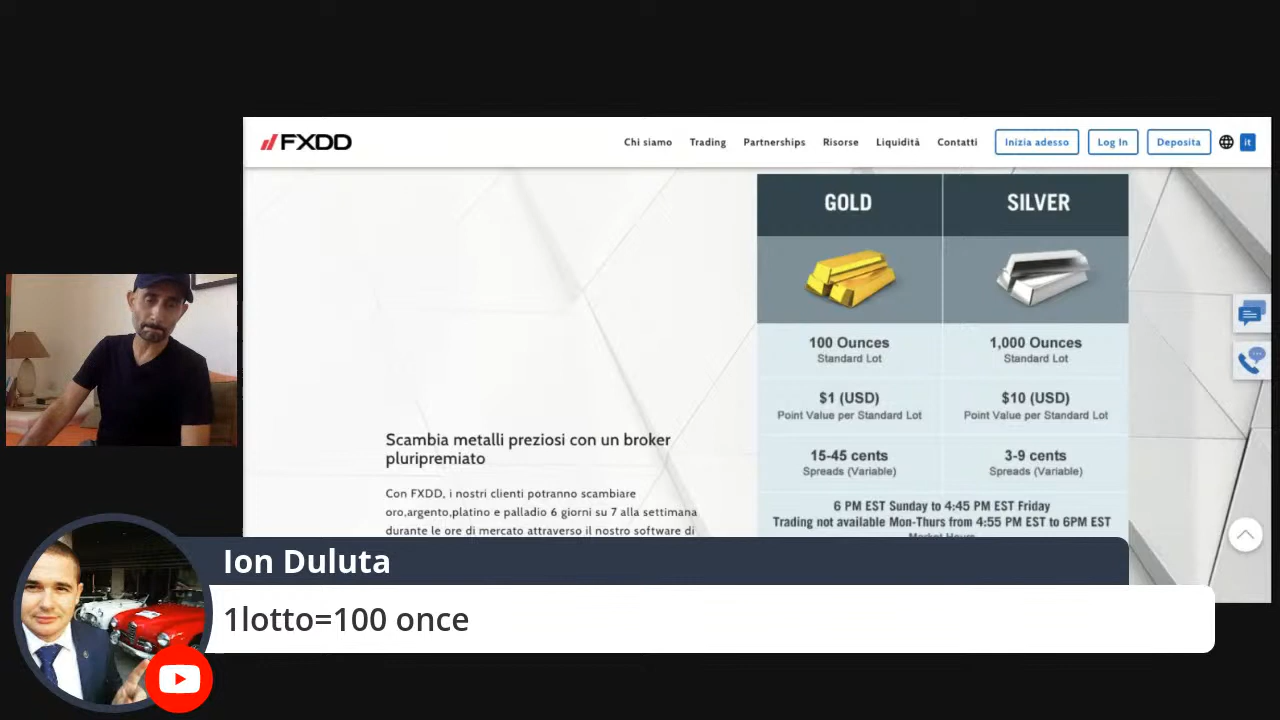 FXDD
Chi siamo Trading Partnerships Risorse Liquidità Contatti Inizia adesso Log In Deposita it
GOLD SILVER
100 Ounces 1,000 Ounces
Standard Lot Standard Lot
$1 (USD) $10 (USD)
Point Value per Standard Lot Point Value per Standard Lot
15-45 cents 3-9 cents
Spreads (Variable) Spreads (Variable)
6 PM EST Sunday to 4:45 PM EST Friday
Trading not available Mon-Thurs from 4:55 PM EST to 6PM EST
Market Hours
Scambia metalli preziosi con un broker
pluripremiato
Con FXDD, i nostri clienti potranno scambiare
oro,argento,platino e palladio 6 giorni su 7 alla settimana
durante le ore di mercato attraverso il nostro software di
Ion Duluta
1lotto=100 once